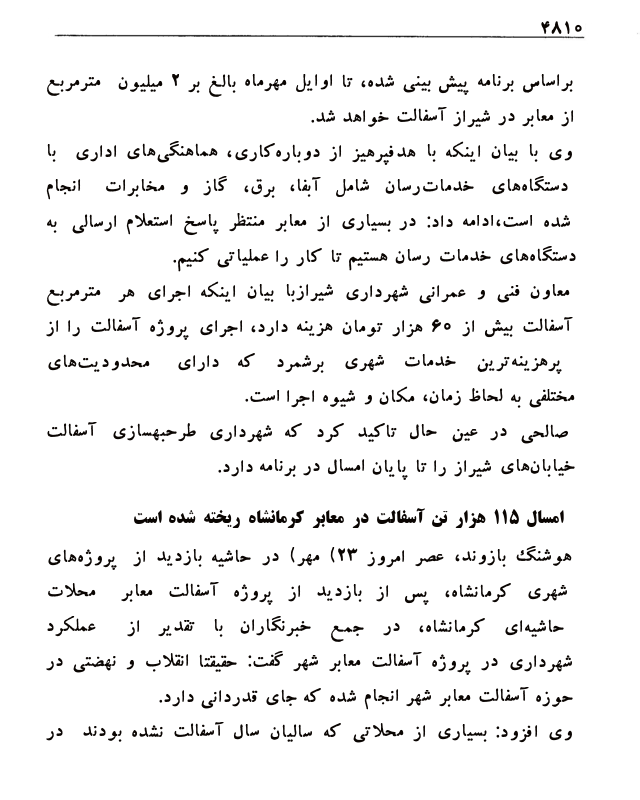 ۴۸۱۰
براساس برنامه پیش بینی شده، تا اوایل مهرماه بالغ بر ۲ میلیون مترمربع
از معابر در شیراز آسفالت خواهد شد.
وی با بیان اینکه با هدفپرهیز از دوباره‌کاری، هماهنگی‌های اداری با
دستگاه‌های خدمات‌رسان شامل آبفا، برق، گاز و مخابرات انجام
شده است،ادامه داد: در بسیاری از معابر منتظر پاسخ استعلام ارسالی به
دستگاه‌های خدمات رسان هستیم تا کار را عملیاتی کنیم.
معاون فنی و عمرانی شهرداری شیرازبا بیان اینکه اجرای هر مترمربع
آسفالت بیش از ۶۰ هزار تومان هزینه دارد، اجرای پروژه آسفالت را از
پرهزینه‌ترین خدمات شهری برشمرد که دارای محدودیت‌های
مختلفی به لحاظ زمان، مکان و شیوه اجرا است.
صالحی در عین حال تاکید کرد که شهرداری طرحبهسازی آسفالت
خیابان‌های شیراز را تا پایان امسال در برنامه دارد.
امسال ۱۱۵ هزار تن آسفالت در معابر کرمانشاه ریخته شده است
هوشنگ بازوند، عصر امروز ۲۳) مهر) در حاشیه بازدید از پروژه‌های
شهری کرمانشاه، پس از بازدید از پروژه آسفالت معابر محلات
حاشیه‌ای کرمانشاه، در جمع خبرنگاران با تقدیر از عملکرد
شهرداری در پروژه آسفالت معابر شهر گفت: حقیقتا انقلاب و نهضتی در
حوزه آسفالت معابر شهر انجام شده که جای قدردانی دارد.
وی افزود: بسیاری از محلاتی که سالیان سال آسفالت نشده بودند در